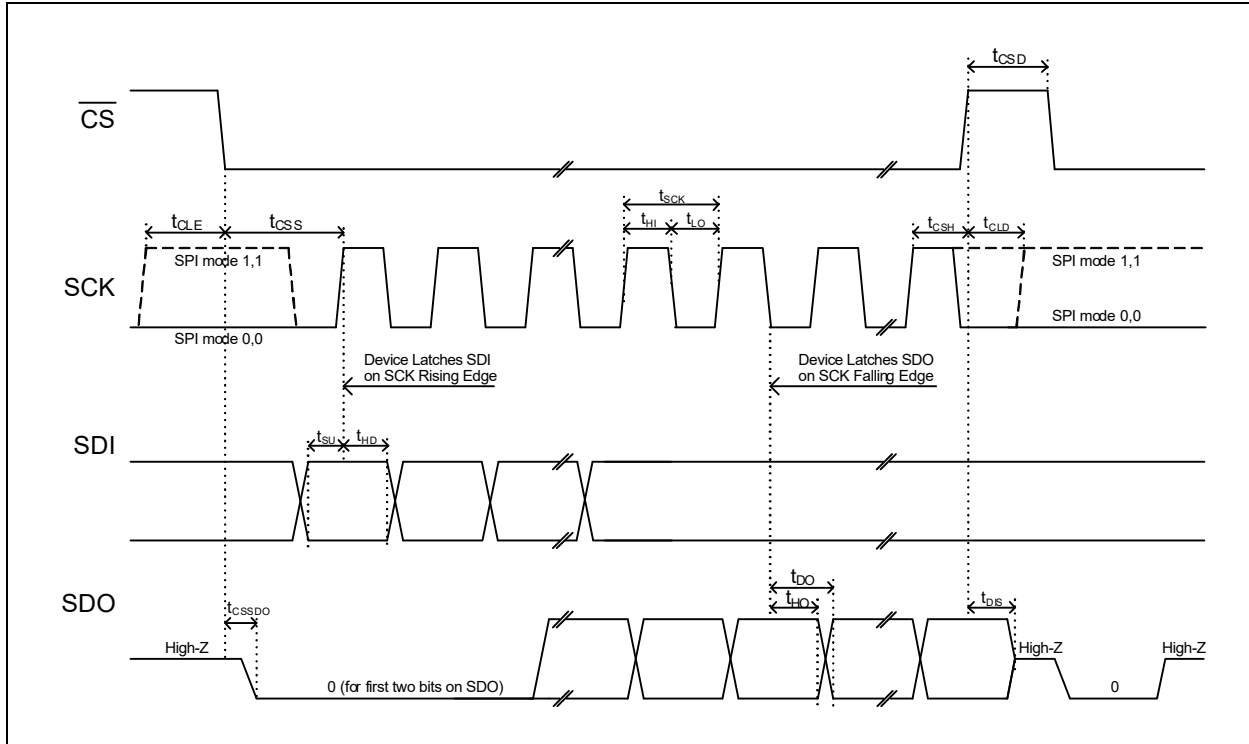 tCSD
CS
tSCK
tCLE
tCSS
tHI
tLO
tCSH
tCLD
SPI mode 1,1
SPI mode 1,1
SCK
SPI mode 0,0
SPI mode 0,0
Device Latches SDI
on SCK Rising Edge
Device Latches SDO
on SCK Falling Edge
tSU
tHD
SDI
tDO
SDO
tHO
tDIS
tCSSDO
High-Z
High-Z
High-Z
0 (for first two bits on SDO)
0